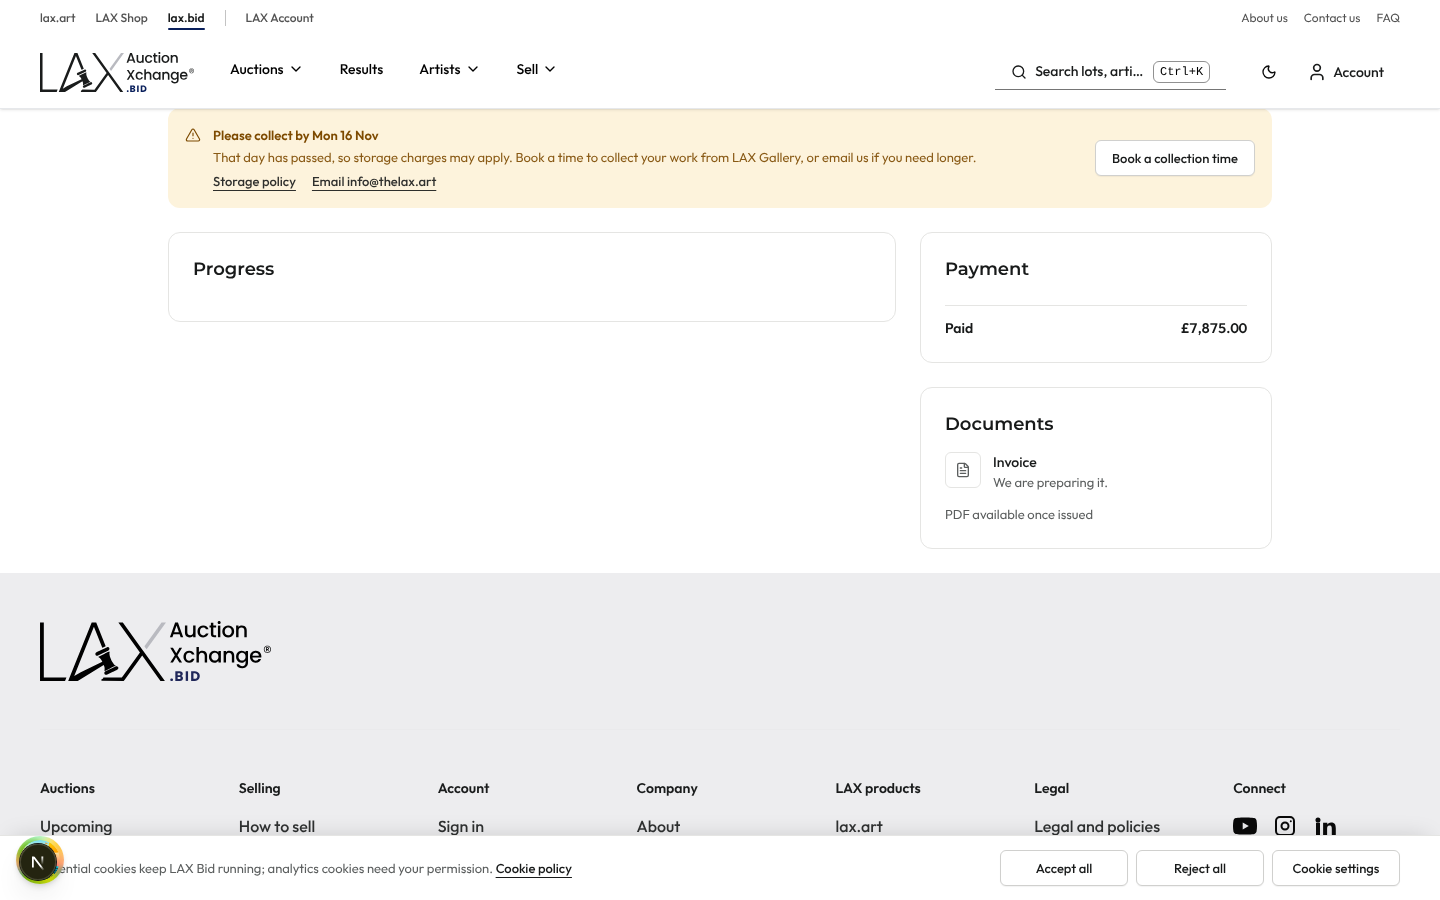 lax.art LAX Shop lax.bid LAX Account About us Contact us FAQ
LAX Auction Xchange® .BID
Auctions Results Artists Sell Search lots, arti... Ctrl+K Account
Please collect by Mon 16 Nov
That day has passed, so storage charges may apply. Book a time to collect your work from LAX Gallery, or email us if you need longer.
Storage policy Email info@thelax.art
Book a collection time
Progress
Payment
Paid £7,875.00
Documents
Invoice
We are preparing it.
PDF available once issued
LAX Auction Xchange® .BID
Auctions Selling Account Company LAX products Legal Connect
Upcoming How to sell Sign in About lax.art Legal and policies
N
ential cookies keep LAX Bid running; analytics cookies need your permission. Cookie policy
Accept all Reject all Cookie settings